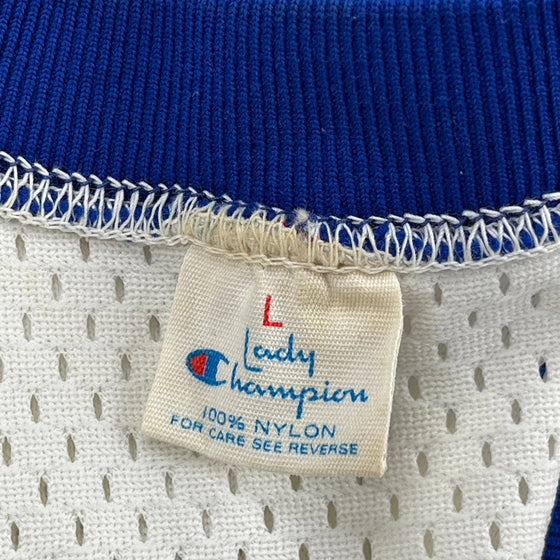 L
Lady
Champion
100% NYLON
FOR CARE SEE REVERSE